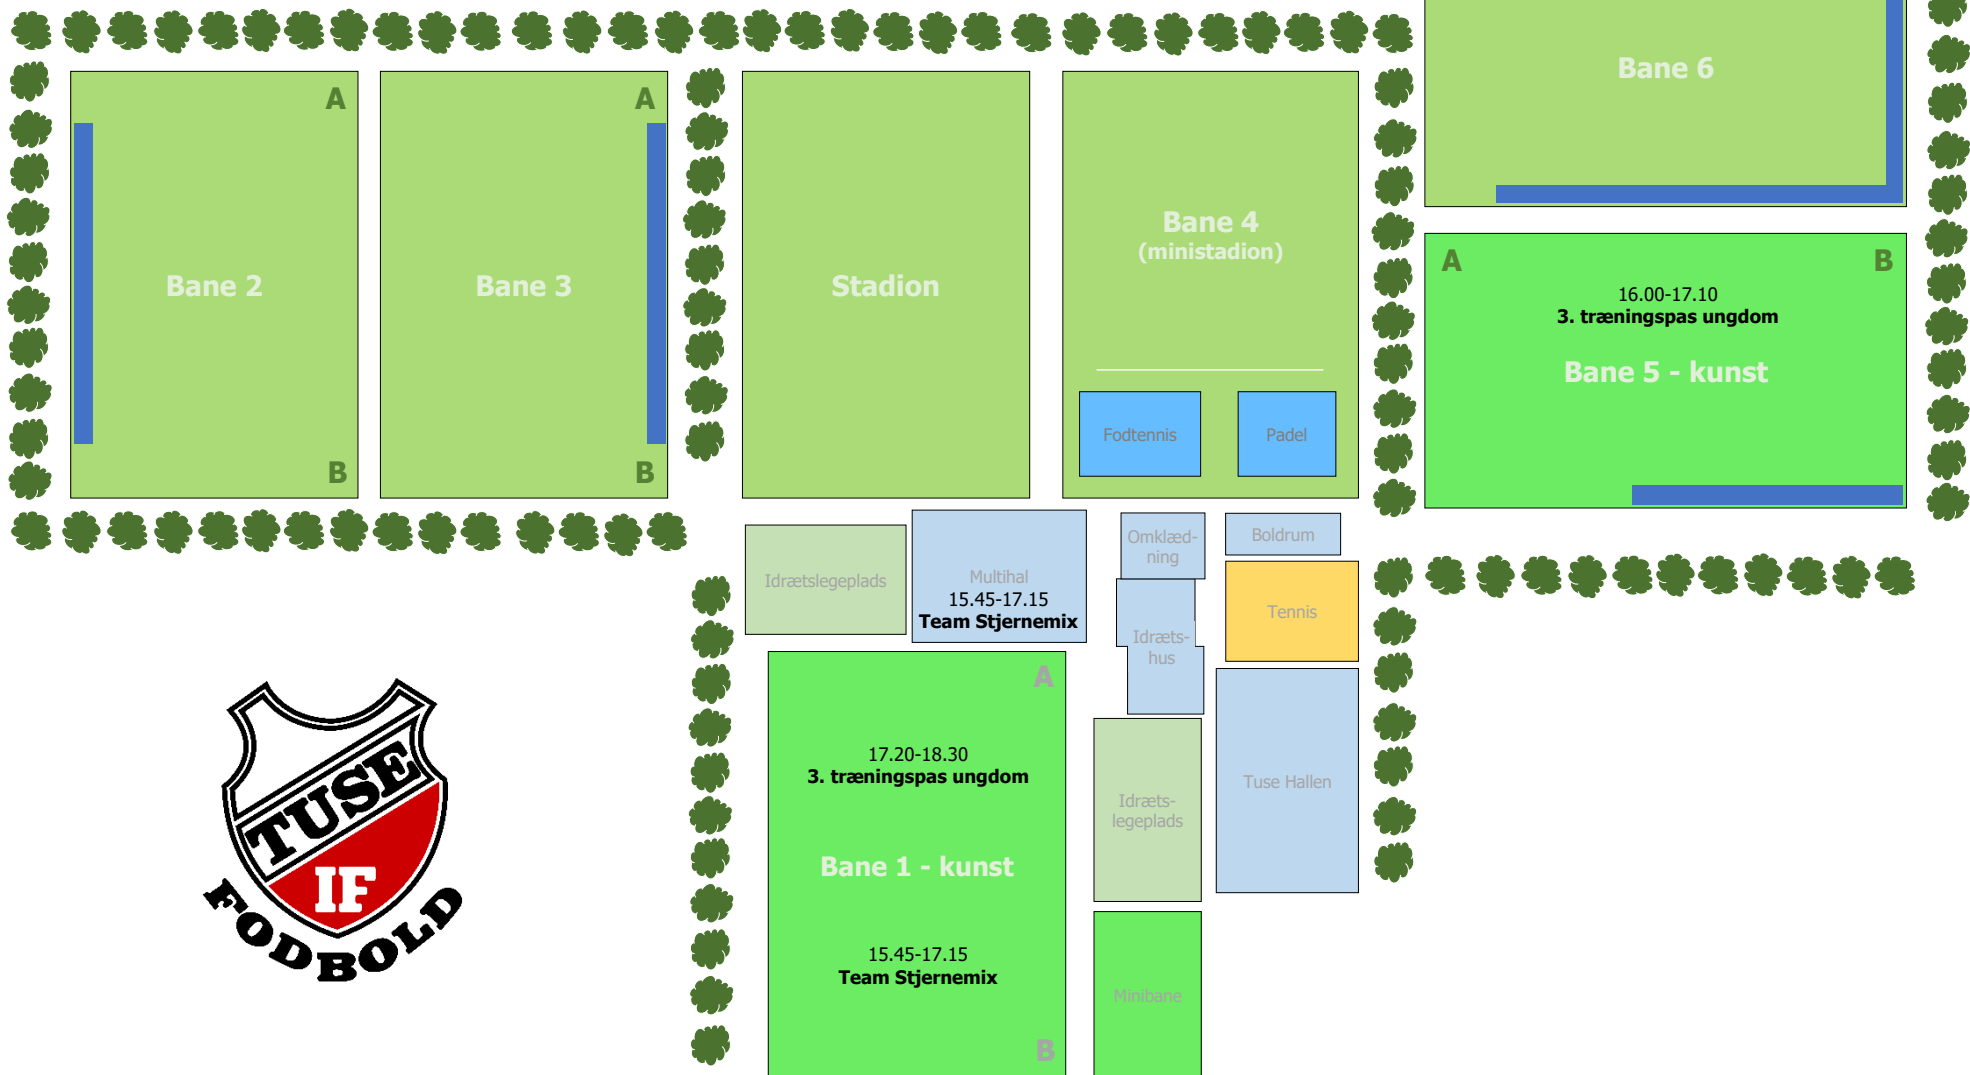 Bane 6
A
A
Bane 4
(ministadion)
A
B
Bane 2
Bane 3
Stadion
16.00-17.10
3. træningspas ungdom
Bane 5 - kunst
Fodtennis
Padel
B
B
Omklæd-
ning
Boldrum
Idrætslegeplads
Multihal
15.45-17.15
Team Stjernemix
Tennis
Idræts-
hus
A
17.20-18.30
3. træningspas ungdom
Tuse Hallen
Idræts-
legeplads
Bane 1 - kunst
15.45-17.15
Team Stjernemix
Minibane
B
TUSE
IF
FODBOLD